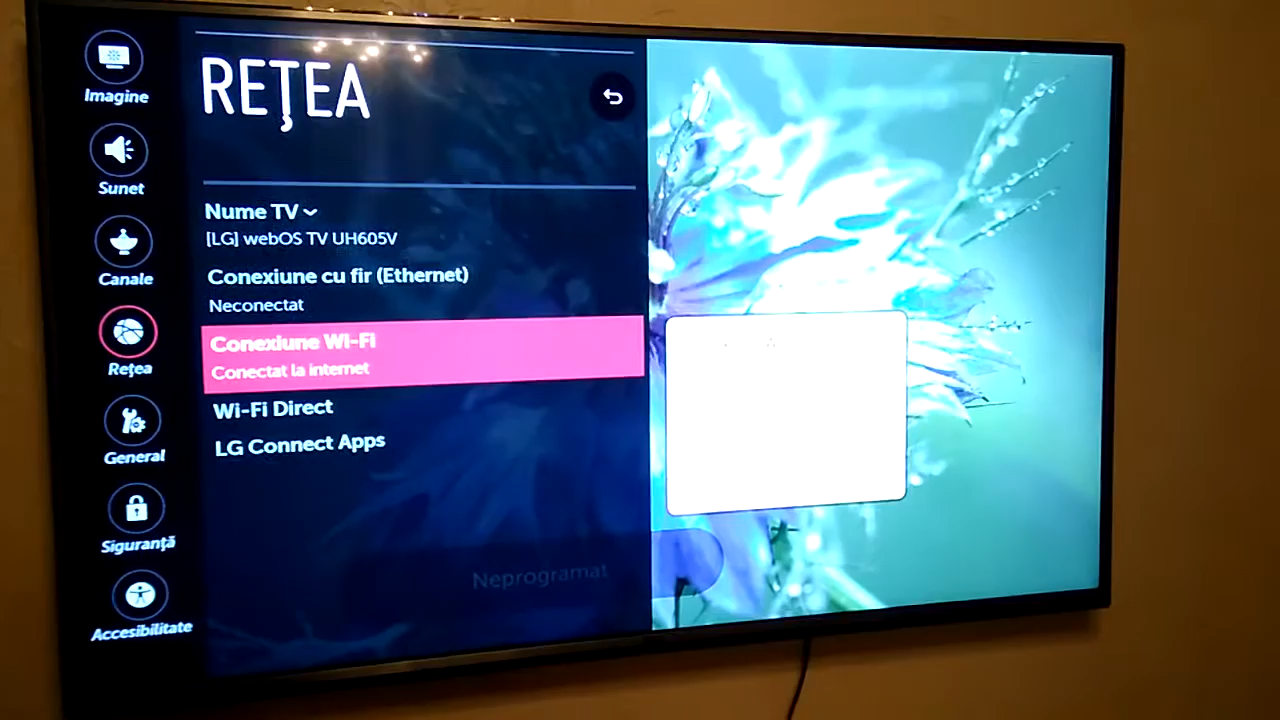 Imagine
Sunet
Canale
Rețea
General
Siguranță
Accesibilitate
REŢEA
Nume TV
[LG] webOS TV UH605V
Conexiune cu fir (Ethernet)
Neconectat
Conexiune Wi-Fi
Conectat la internet
Wi-Fi Direct
LG Connect Apps
Neprogramat